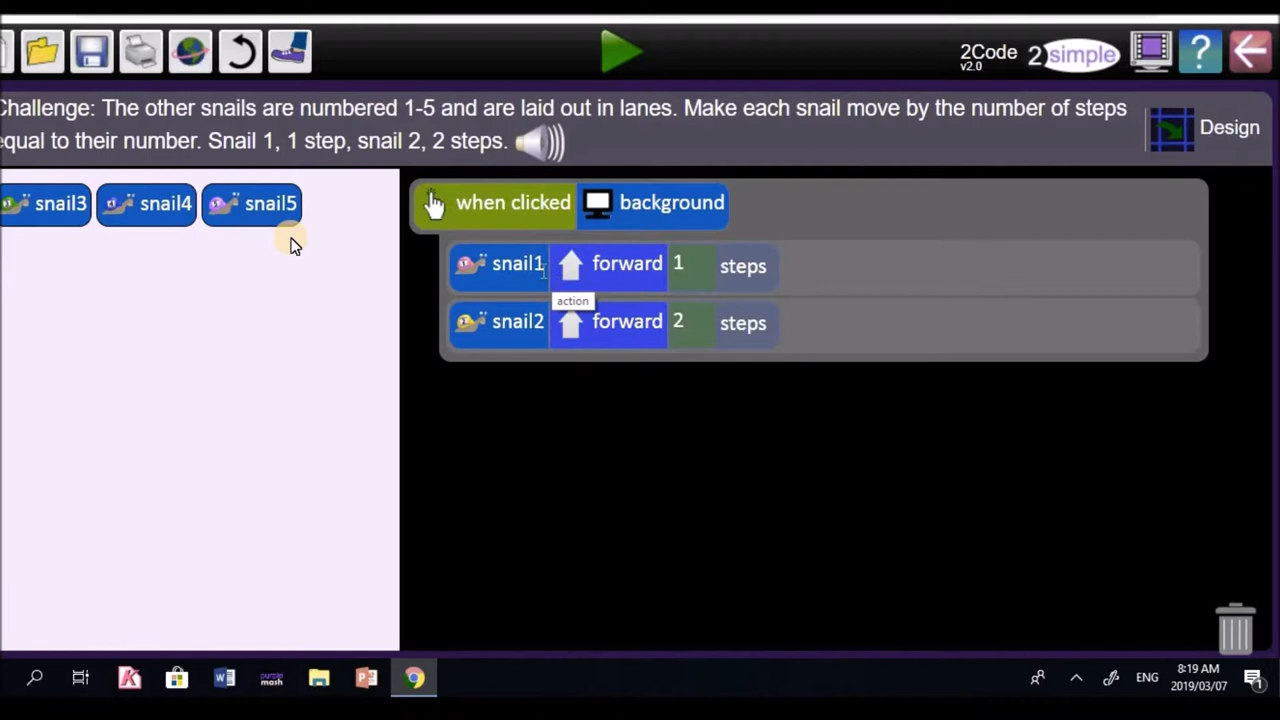 2Code
v2.0
2simple
?
Challenge: The other snails are numbered 1-5 and are laid out in lanes. Make each snail move by the number of steps
equal to their number. Snail 1, 1 step, snail 2, 2 steps.
Design
snail3 snail4 snail5
when clicked background
snail1 forward 1 steps
action
snail2 forward 2 steps
K W purple math P
ENG
8:19 AM
2019/03/07
1